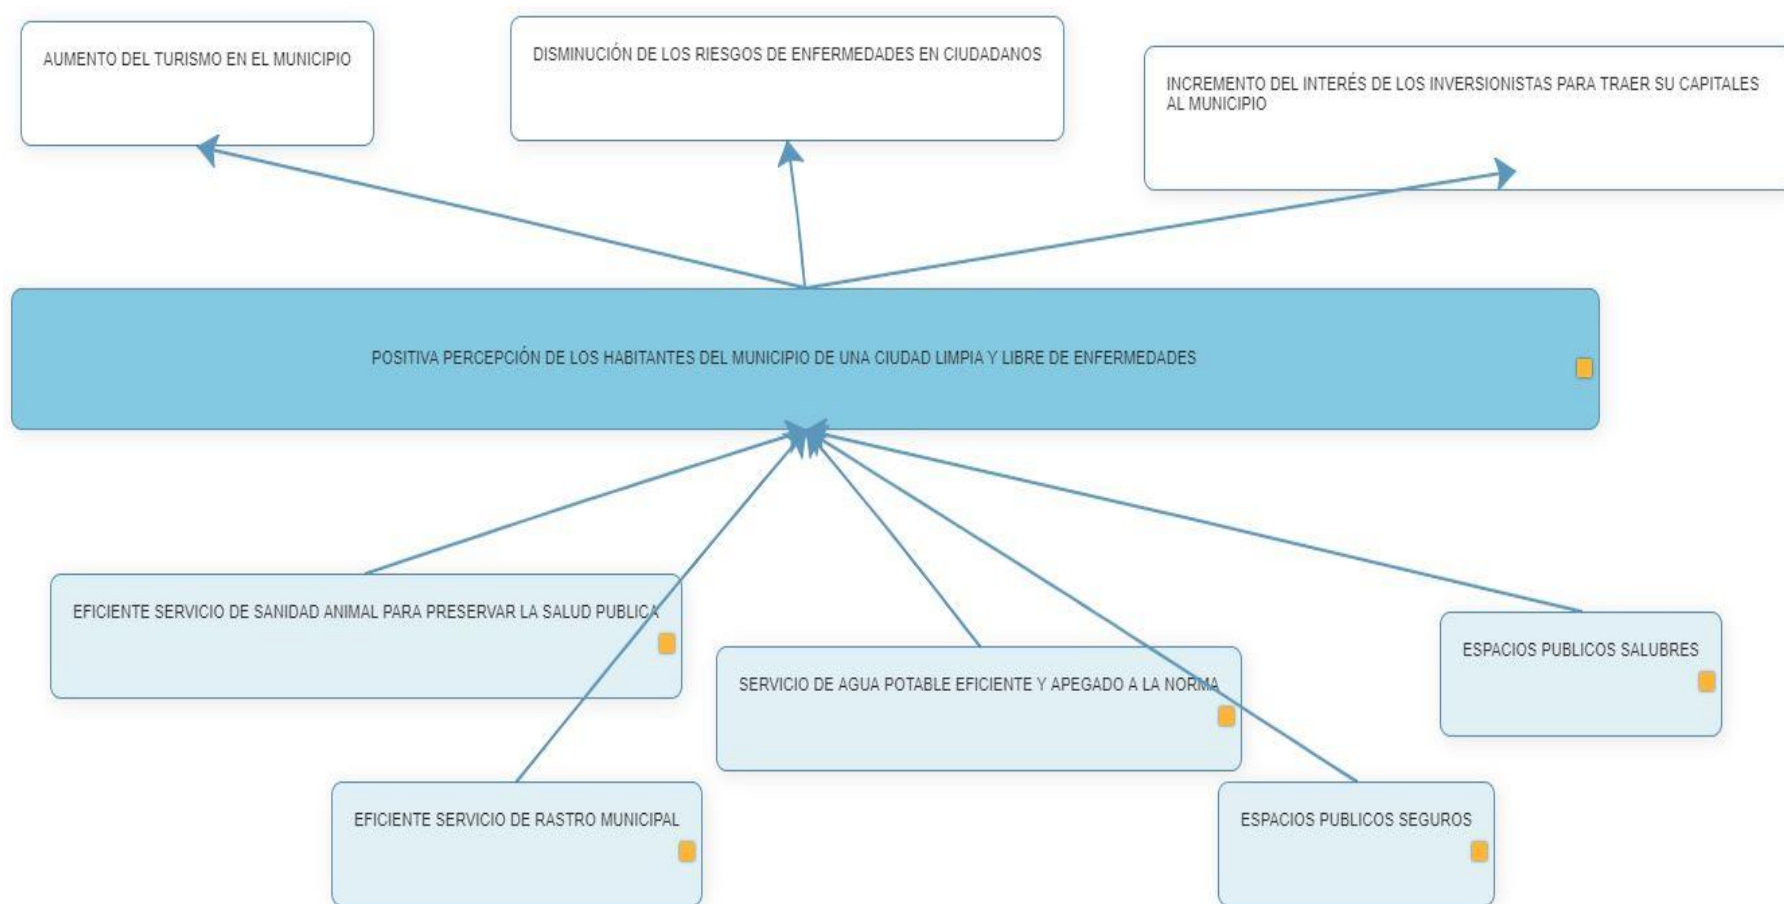 AUMENTO DEL TURISMO EN EL MUNICIPIO
DISMINUCIÓN DE LOS RIESGOS DE ENFERMEDADES EN CIUDADANOS
INCREMENTO DEL INTERÉS DE LOS INVERSIONISTAS PARA TRAER SU CAPITALES
AL MUNICIPIO
POSITIVA PERCEPCIÓN DE LOS HABITANTES DEL MUNICIPIO DE UNA CIUDAD LIMPIA Y LIBRE DE ENFERMEDADES
EFICIENTE SERVICIO DE SANIDAD ANIMAL PARA PRESERVAR LA SALUD PUBLICA
SERVICIO DE AGUA POTABLE EFICIENTE Y APEGADO A LA NORMA
ESPACIOS PUBLICOS SALUBRES
EFICIENTE SERVICIO DE RASTRO MUNICIPAL
ESPACIOS PUBLICOS SEGUROS